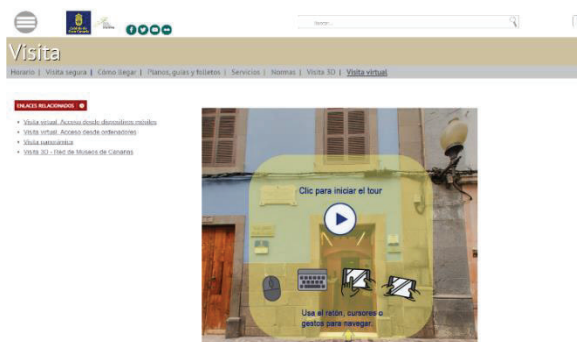 Buscar...
Visita
Horario | Visita segura | Cómo llegar | Planos, guías y folletos | Servicios | Normas | Visita 3D | Visita virtual
ENLACES RELACIONADOS
Visita virtual. Acceso desde dispositivos móviles
Visita virtual. Acceso desde ordenadores
Visita panorámica
Visita 3D - Red de Museos de Canarias
Clic para iniciar el tour
Usa el ratón, cursores o
gestos para navegar.